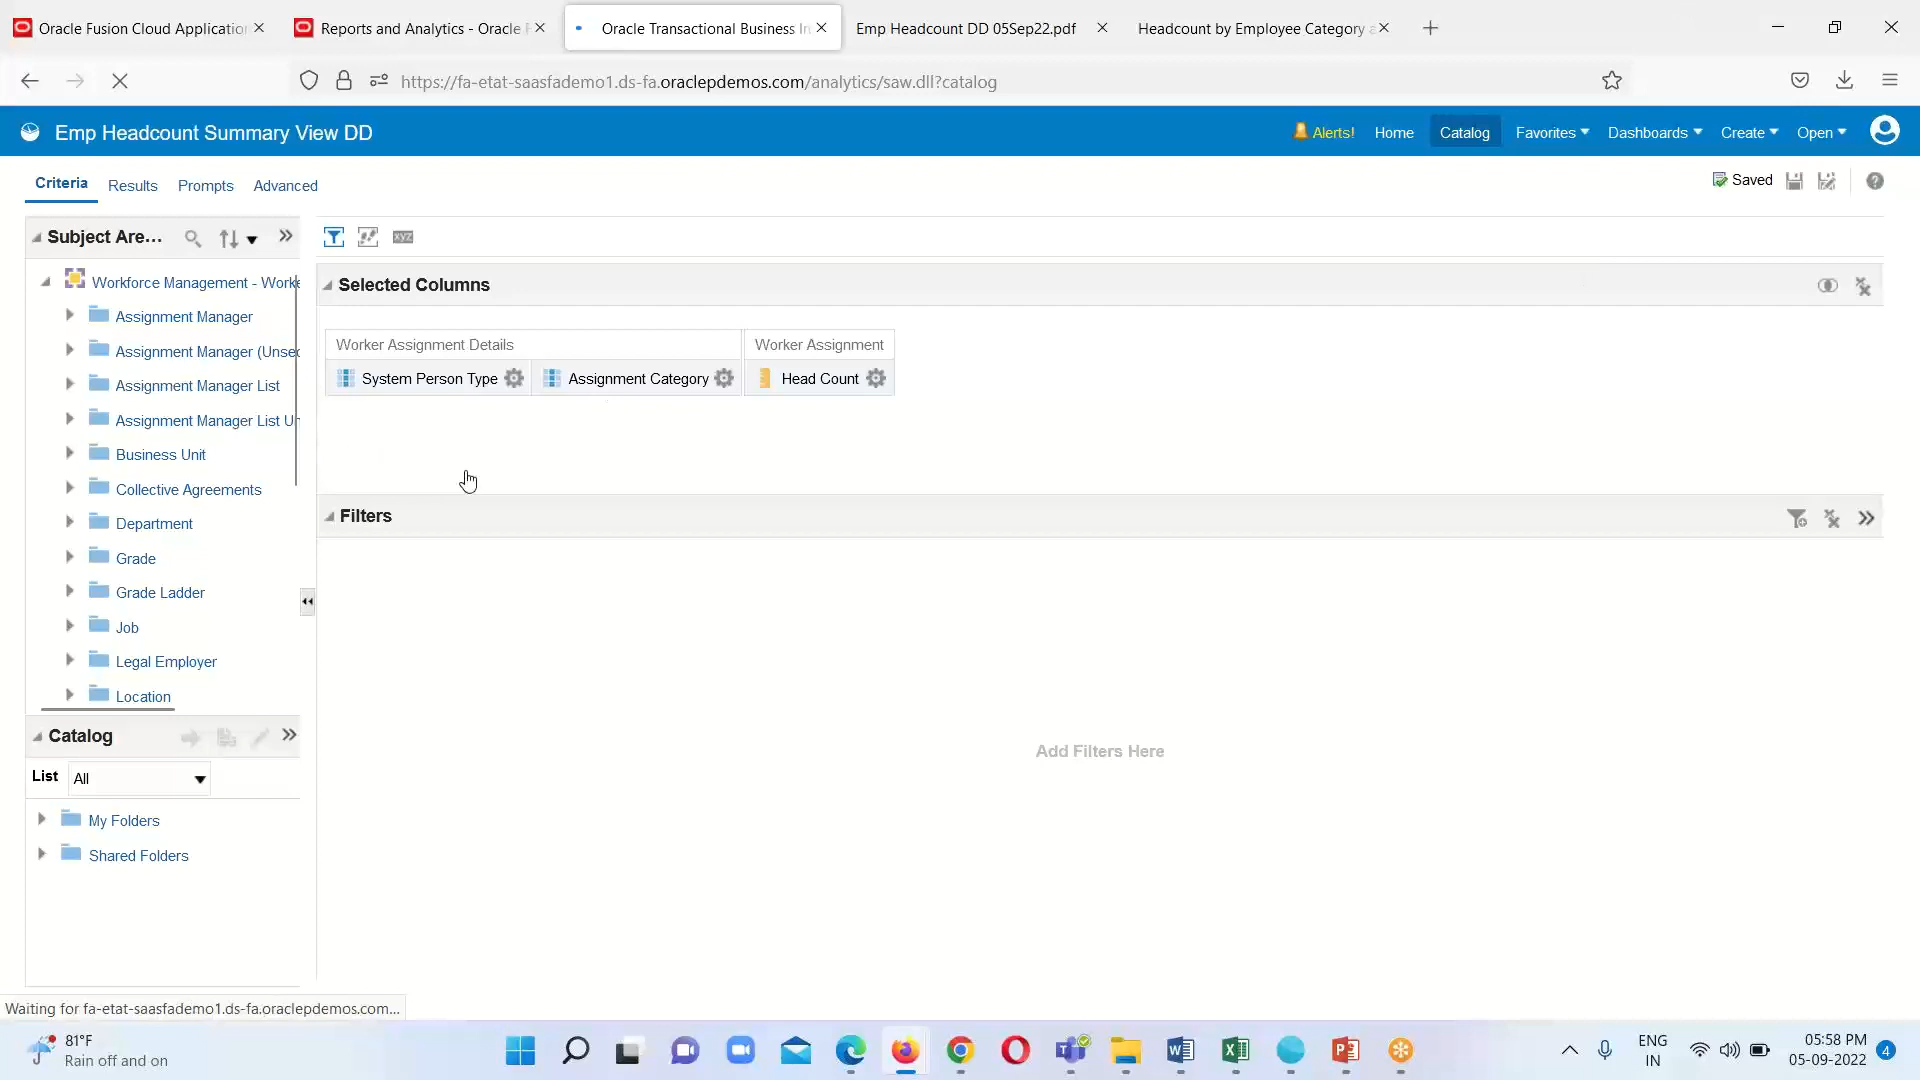 Oracle Fusion Cloud Application
Reports and Analytics - Oracle F
Oracle Transactional Business In
Emp Headcount DD 05Sep22.pdf
Headcount by Employee Category a
https://fa-etat-saasfademo1.ds-fa.oraclepdemos.com/analytics/saw.dll?catalog
Emp Headcount Summary View DD
Alerts!
Home
Catalog
Favorites
Dashboards
Create
Open
Criteria
Results
Prompts
Advanced
Saved
Subject Are...
xyz
Selected Columns
Workforce Management - Worke
Assignment Manager
Assignment Manager (Unsec
Assignment Manager List
Assignment Manager List Un
Business Unit
Collective Agreements
Department
Grade
Grade Ladder
Job
Legal Employer
Location
Worker Assignment Details
Worker Assignment
System Person Type
Assignment Category
Head Count
Filters
Add Filters Here
Catalog
List All
My Folders
Shared Folders
Waiting for fa-etat-saasfademo1.ds-fa.oraclepdemos.com...
81°F
Rain off and on
ENG
IN
05:58 PM
05-09-2022
4